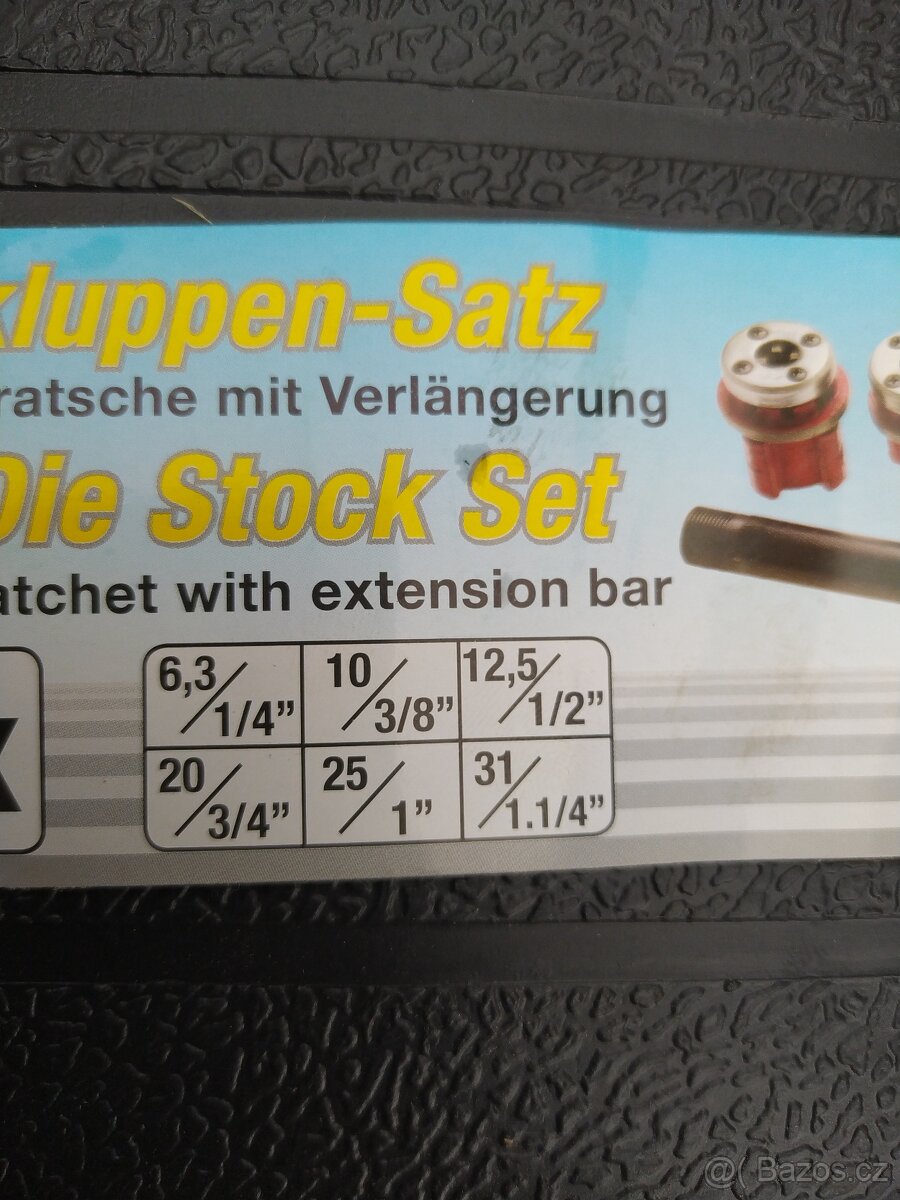 kluppen-Satz
ratsche mit Verlängerung
Die Stock Set
atchet with extension bar
6,3/1/4” 10/3/8” 12,5/1/2”
20/3/4” 25/1” 31/1.1/4”
@ Bazos.cz